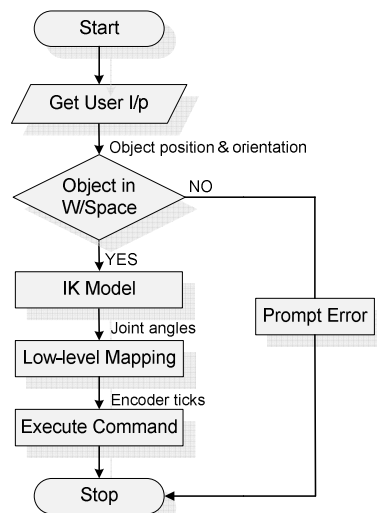 Start
Get User I/p
Object position & orientation
Object in
W/Space
NO
YES
IK Model
Prompt Error
Joint angles
Low-level Mapping
Encoder ticks
Execute Command
Stop